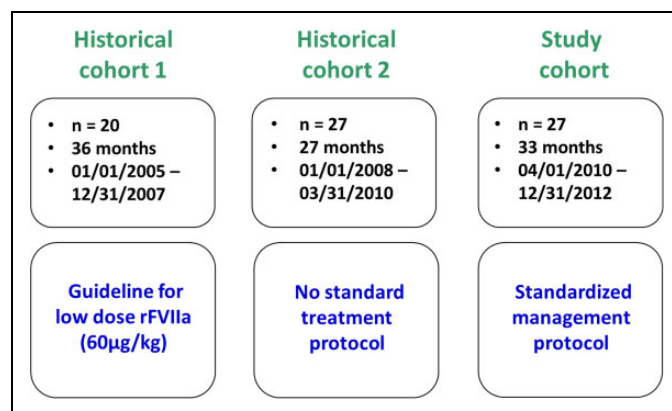 Historical
cohort 1
Historical
cohort 2
Study
cohort
• n = 20
• 36 months
• 01/01/2005 –
12/31/2007
• n = 27
• 27 months
• 01/01/2008 –
03/31/2010
• n = 27
• 33 months
• 04/01/2010 –
12/31/2012
Guideline for
low dose rFVIIa
(60µg/kg)
No standard
treatment
protocol
Standardized
management
protocol